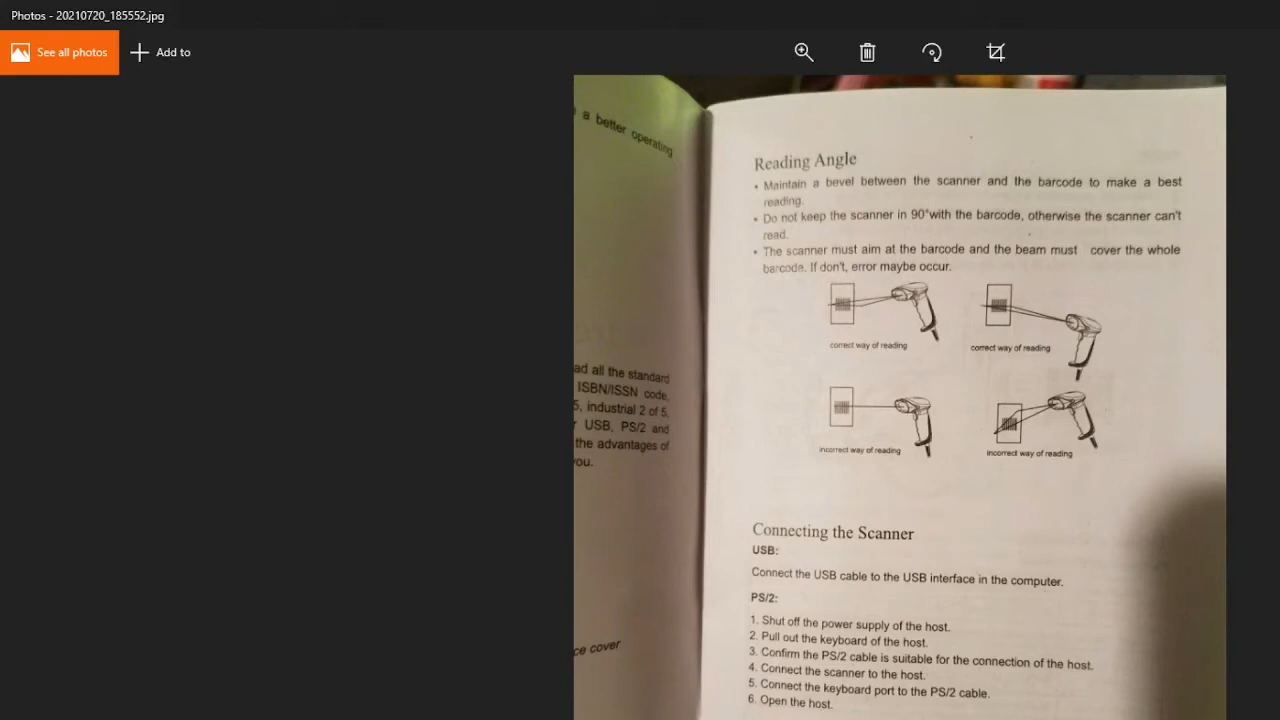 Photos - 20210720_185552.jpg
See all photos
Add to
a better operating
ad all the standard
ISBN/ISSN code,
5, industrial 2 of 5,
r USB, PS/2 and
the advantages of
you.
ce cover
Reading Angle
• Maintain a bevel between the scanner and the barcode to make a best
reading.
• Do not keep the scanner in 90°with the barcode, otherwise the scanner can't
read.
• The scanner must aim at the barcode and the beam must cover the whole
barcode. If don't, error maybe occur.
correct way of reading
correct way of reading
incorrect way of reading
incorrect way of reading
Connecting the Scanner
USB:
Connect the USB cable to the USB interface in the computer.
PS/2:
1. Shut off the power supply of the host.
2. Pull out the keyboard of the host.
3. Confirm the PS/2 cable is suitable for the connection of the host.
4. Connect the scanner to the host.
5. Connect the keyboard port to the PS/2 cable.
6. Open the host.